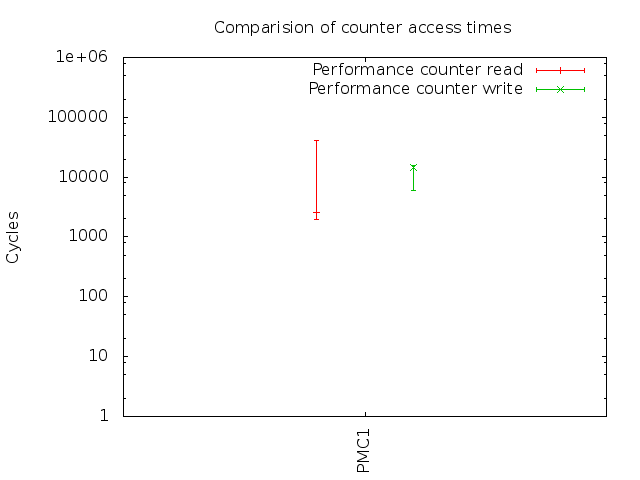 Comparision of counter access times
1e+06
100000
10000
1000
100
10
1
Cycles
PMC1
Performance counter read
Performance counter write